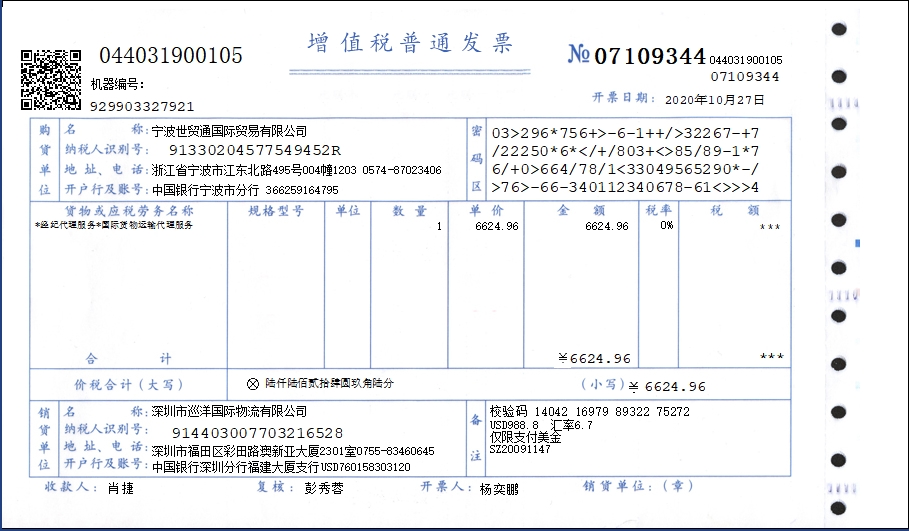 增值税普通发票
044031900105
№ 07109344 044031900105
07109344
机器编号:
929903327921
开票日期: 2020年10月27日
购货单位
名 称: 宁波世贸通国际贸易有限公司
纳税人识别号: 91330204577549452R
地 址、电 话: 浙江省宁波市江东北路495号004幢1203 0574-87023406
开户行及账号: 中国银行宁波市分行 366259164795
密码区
03>296*756+>-6-1++/>32267-+7
/22250*6*</+/803+<>85/89-1*7
6/+0>664/78/1<33049565290*-/
>76>-66-340112340678-61<>>>4
货物或应税劳务名称 规格型号 单位 数 量 单 价 金 额 税率 税 额
*经纪代理服务*国际货物运输代理服务 1 6624.96 6624.96 0% ***
合 计 ￥6624.96 ***
价税合计（大写） ⊗ 陆仟陆佰贰拾肆圆玖角陆分 （小写）￥ 6624.96
销货单位
名 称: 深圳市巡洋国际物流有限公司
纳税人识别号: 914403007703216528
地 址、电 话: 深圳市福田区彩田路澳新亚大厦2301室0755-83460645
开户行及账号: 中国银行深圳分行福建大厦支行USD760158303120
备注
校验码 14042 16979 89322 75272
USD988.8 汇率6.7
仅限支付美金
SZ20091147
收款人: 肖捷 复核: 彭秀蓉 开票人: 杨奕鹏 销货单位:（章）